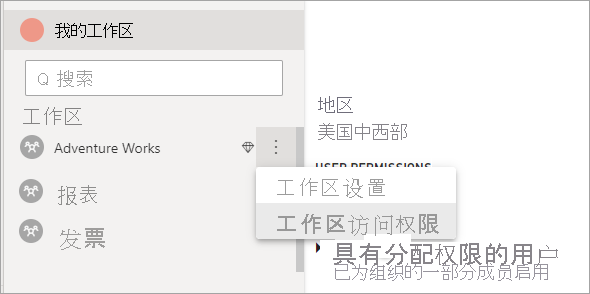 我的工作区
搜索
工作区
Adventure Works
报表
发票
地区
美国中西部
USER PERMISSIONS
工作区设置
工作区访问权限
具有分配权限的用户
已为组织的一部分成员启用